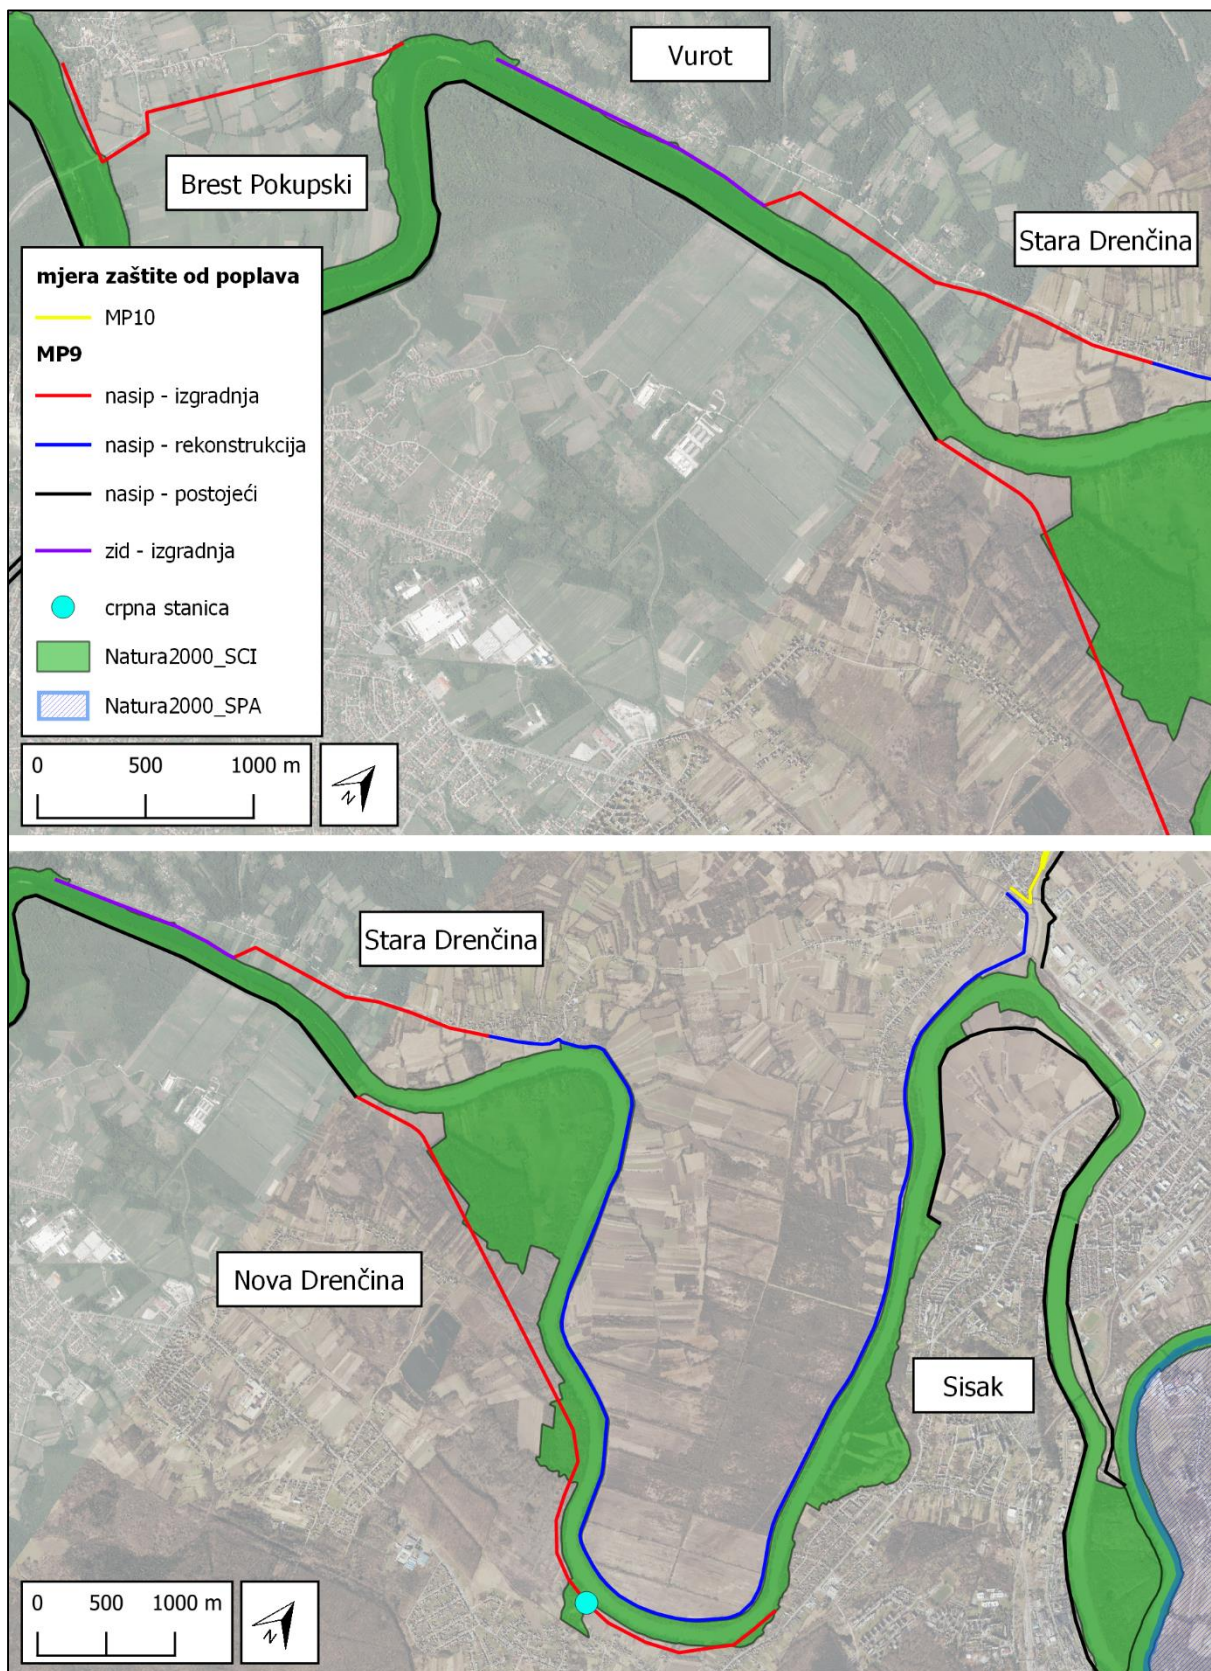 Vurot
Brest Pokupski
Stara Drenčina
mjera zaštite od poplava
MP10
MP9
nasip - izgradnja
nasip - rekonstrukcija
nasip - postojeći
zid - izgradnja
crpna stanica
Natura2000_SCI
Natura2000_SPA
0 500 1000 m
N
Stara Drenčina
Nova Drenčina
Sisak
0 500 1000 m
N